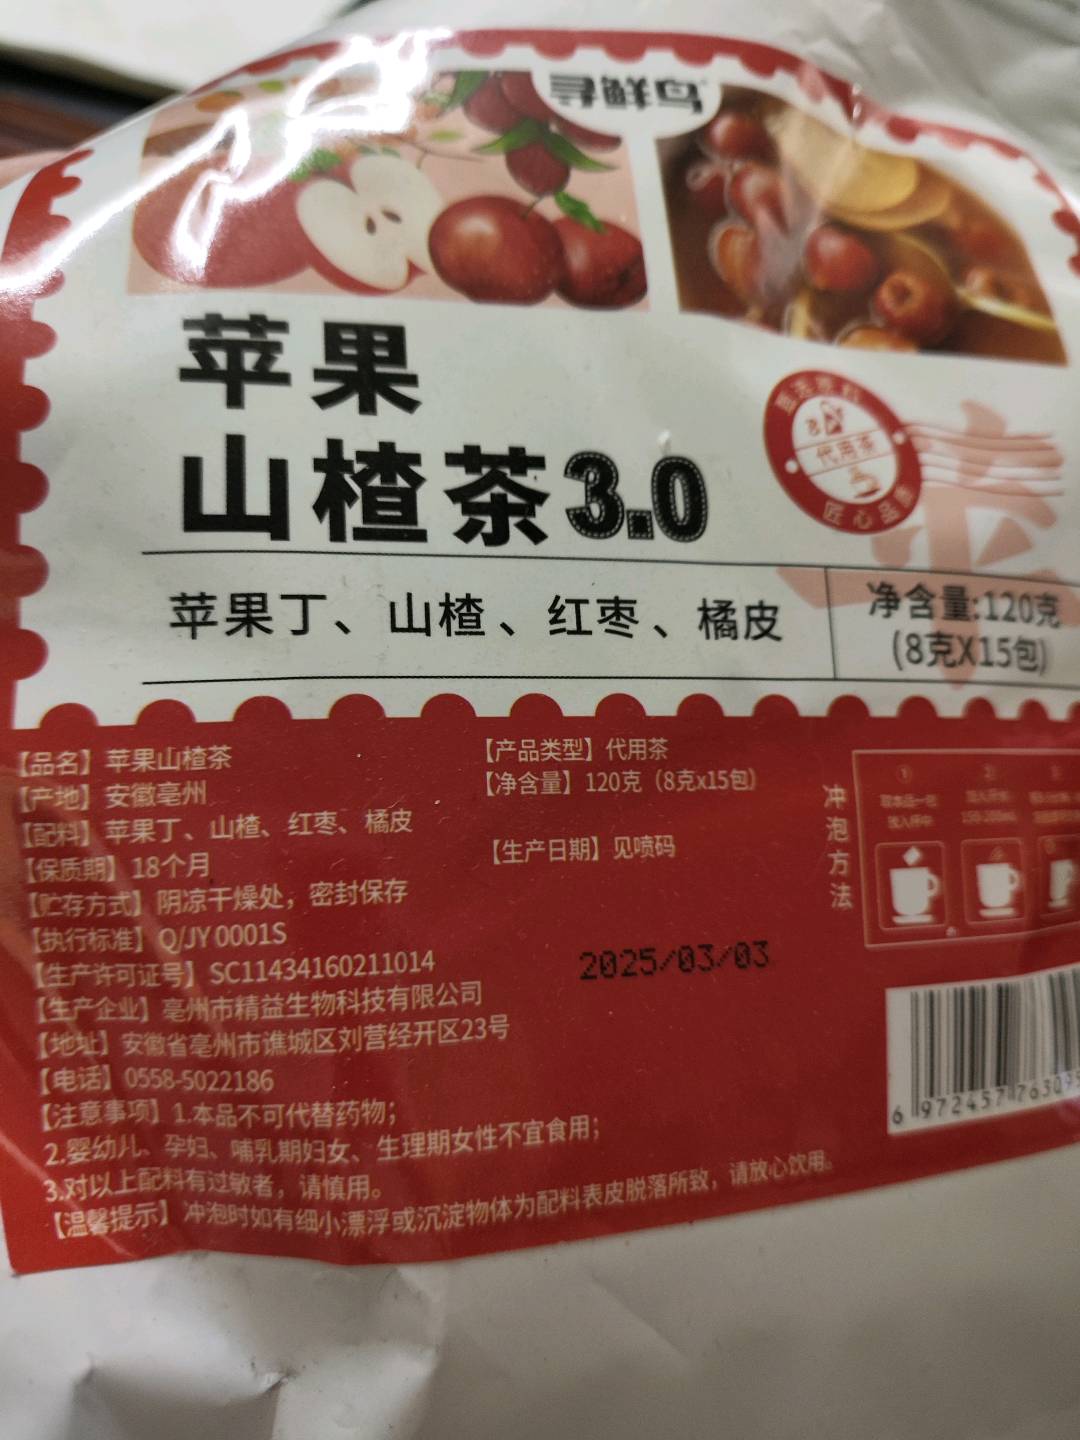 苹果
山楂茶3.0
代用茶
匠心品质
苹果丁、山楂、红枣、橘皮
净含量:120克
(8克X15包)
【品名】苹果山楂茶
【产地】安徽亳州
【配料】苹果丁、山楂、红枣、橘皮
【保质期】18个月
【贮存方式】阴凉干燥处，密封保存
【执行标准】Q/JY 0001S
【生产许可证号】SC11434160211014
【生产企业】亳州市精益生物科技有限公司
【地址】安徽省亳州市谯城区刘营经开区23号
【电话】0558-5022186
【注意事项】1.本品不可代替药物；
2.婴幼儿、孕妇、哺乳期妇女、生理期女性不宜食用；
3.对以上配料有过敏者，请慎用。
【温馨提示】冲泡时如有细小漂浮或沉淀物体为配料表皮脱落所致，请放心饮用。
【产品类型】代用茶
【净含量】120克（8克x15包）
【生产日期】见喷码
2025/03/03
冲泡方法